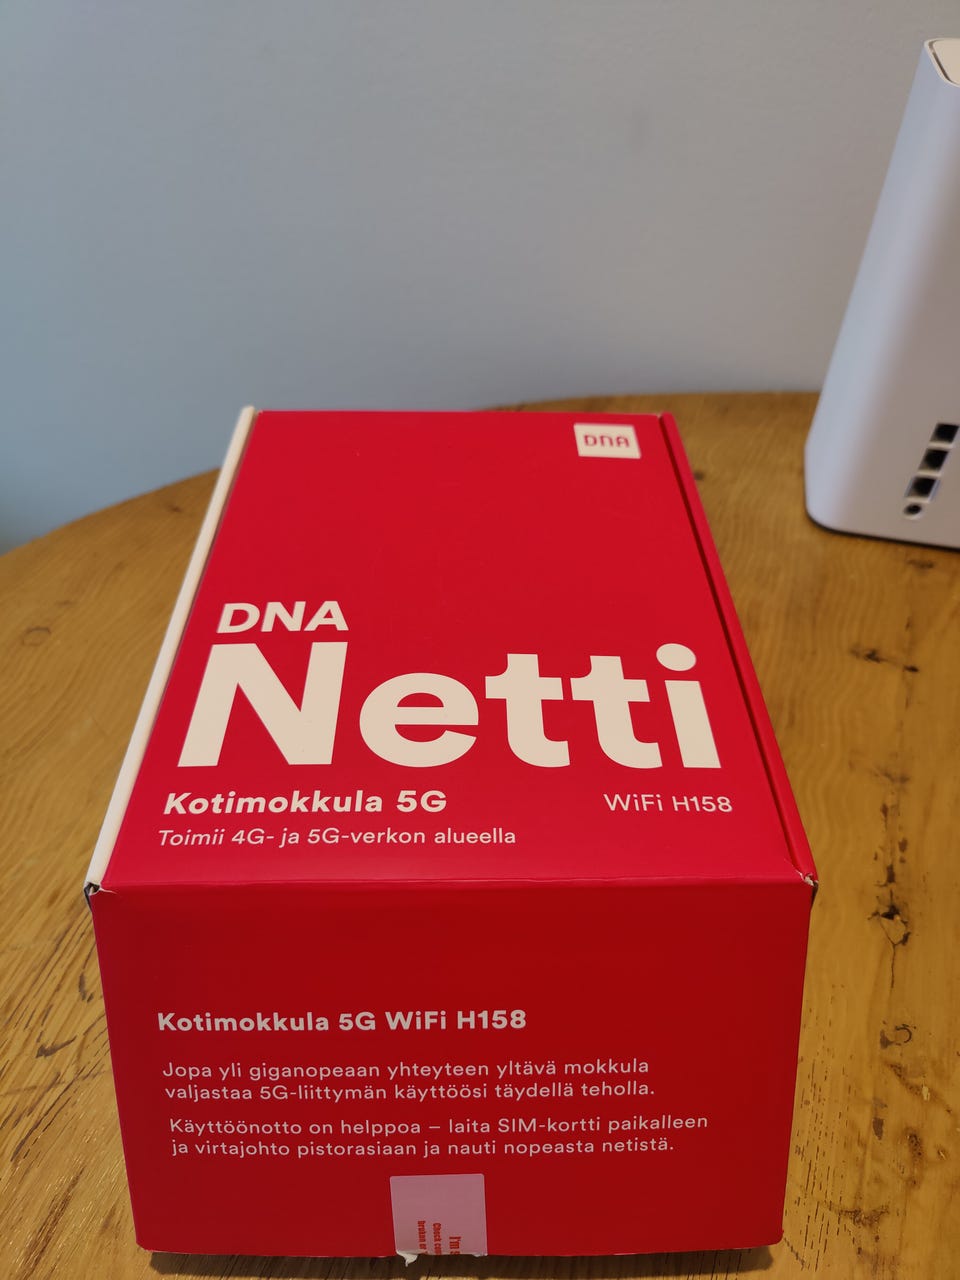 DNA
DNA
Netti
Kotimokkula 5G
WiFi H158
Toimii 4G- ja 5G-verkon alueella
Kotimokkula 5G WiFi H158
Jopa yli giganopeaan yhteyteen yltävä mokkula
valjastaa 5G-liittymän käyttöösi täydellä teholla.
Käyttöönotto on helppoa – laita SIM-kortti paikalleen
ja virtajohto pistorasiaan ja nauti nopeasta netistä.
I'm
Check
broken